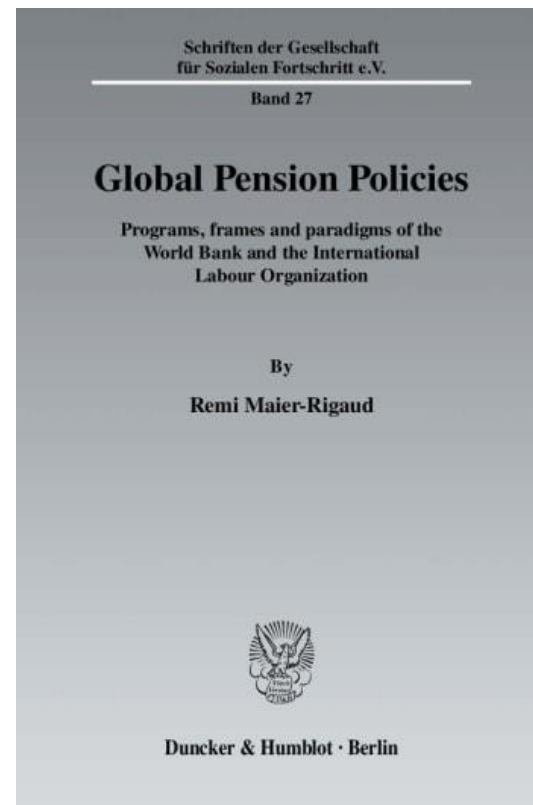 Schriften der Gesellschaft
für Sozialen Fortschritt e.V.
Band 27
Global Pension Policies
Programs, frames and paradigms of the
World Bank and the International
Labour Organization
By
Remi Maier-Rigaud
Duncker & Humblot · Berlin